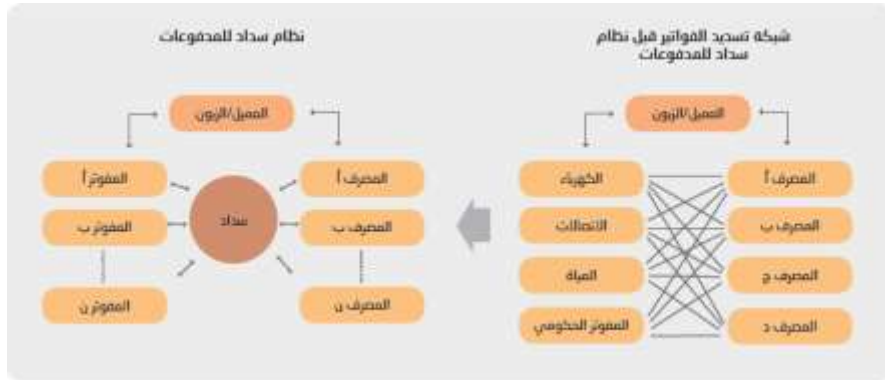 شبكة تسديد الفواتير قبل نظام
سداد للمدفوعات
العميل/الزبون
المصرف أ
الكهرباء
المصرف ب
الاتصالات
المصرف ج
المياة
المصرف د
المفوتر الحكومي
نظام سداد للمدفوعات
العميل/الزبون
المصرف أ
المفوتر أ
سداد
المصرف ب
المفوتر ب
المصرف ن
المفوتر ن